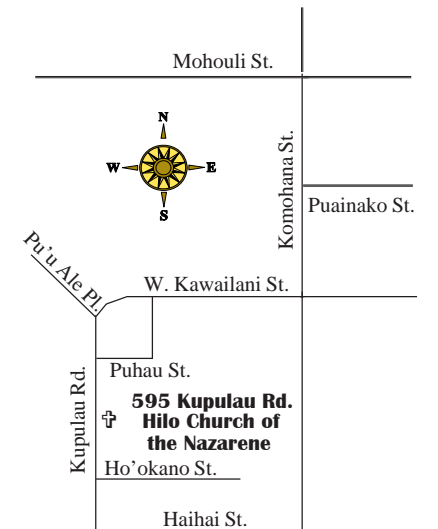 Mohouli St.
N
W
E
S
Komohana St.
Puainako St.
Pu'u Ale Pl.
W. Kawailani St.
Puhau St.
Kupulau Rd.
595 Kupulau Rd.
Hilo Church of
the Nazarene
Ho'okano St.
Haihai St.